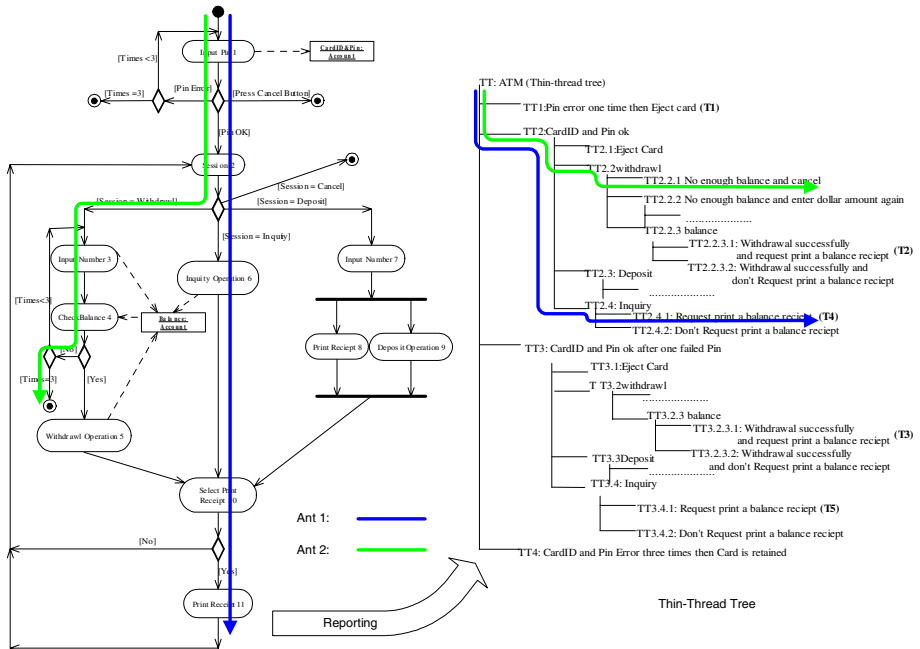 Input Pin 1
CardID&Pin:
Account
[Times <3]
[Times =3]
[Pin Error]
[Press Cancel Button]
[Pin OK]
Session 2
[Session = Cancel]
[Session = Withdrawl]
[Session = Deposit]
[Session = Inquity]
Input Number 3
Inquity Operation 6
Input Number 7
[Times<3]
CheckBalance 4
Balance:
Account
Print Reciept 8
Deposit Operation 9
[No]
[Times=3]
[Yes]
Withdrawl Operation 5
Select Print
Receipt 10
[No]
[Yes]
Print Receipt 11
Ant 1:
Ant 2:
Reporting
TT: ATM (Thin-thread tree)
TT1:Pin error one time then Eject card (T1)
TT2:CardID and Pin ok
TT2.1:Eject Card
TT2.2withdrawl
TT2.2.1 No enough balance and cancel
TT2.2.2 No enough balance and enter dollar amount again
......................
TT2.2.3 balance
TT2.2.3.1: Withdrawal successfully
and request print a balance reciept (T2)
TT2.2.3.2: Withdrawal successfully and
don't Request print a balance reciept
TT2.3: Deposit
......................
TT2.4: Inquiry
TT2.4.1: Request print a balance reciept (T4)
TT2.4.2: Don't Request print a balance reciept
TT3: CardID and Pin ok after one failed Pin
TT3.1:Eject Card
T T3.2withdrawl
......................
TT3.2.3 balance
TT3.2.3.1: Withdrawal successfully
and request print a balance reciept (T3)
TT3.2.3.2: Withdrawal successfully
and don't Request print a balance reciept
TT3.3Deposit
......................
TT3.4: Inquiry
TT3.4.1: Request print a balance reciept (T5)
TT3.4.2: Don't Request print a balance reciept
TT4: CardID and Pin Error three times then Card is retained
Thin-Thread Tree